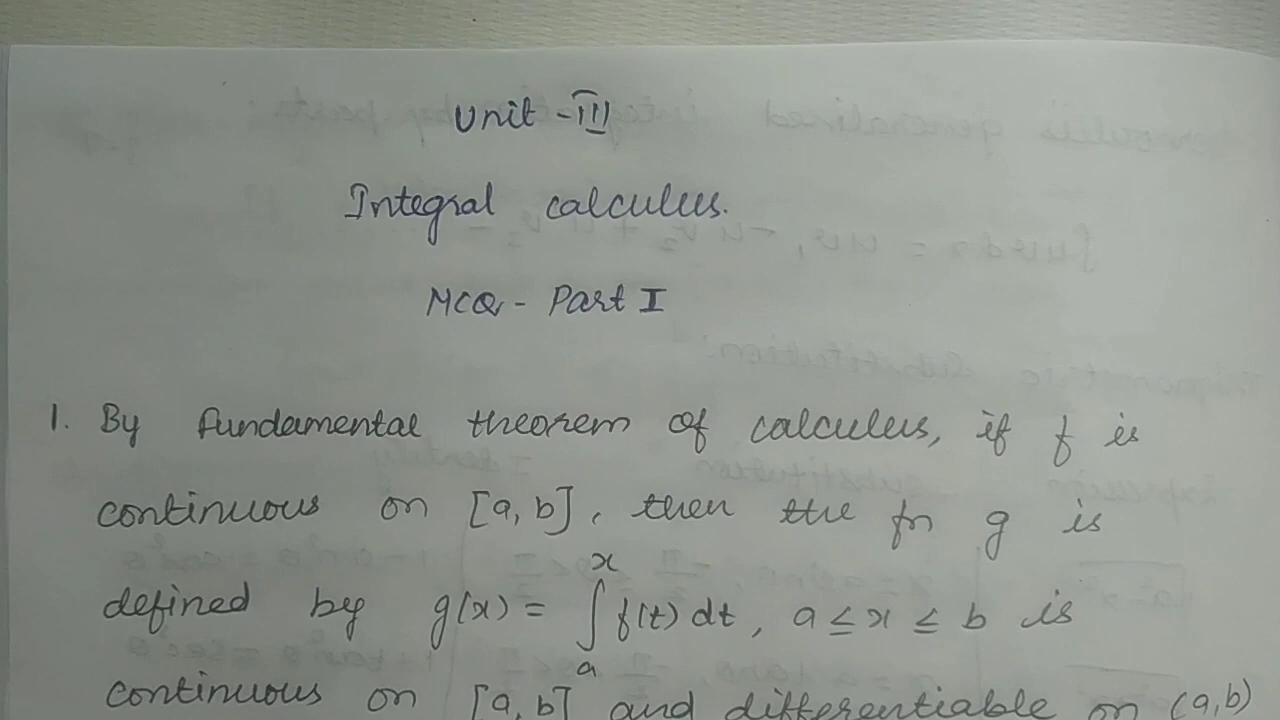 Unit - III
Integral calculus.
MCQ - Part I
1. By fundamental theorem of calculus, if f is
continuous on [a, b], then the fn g is
defined by g(x) = ∫ₐˣ f(t) dt, a ≤ x ≤ b is
continuous on [a, b] and differentiable on (a, b)